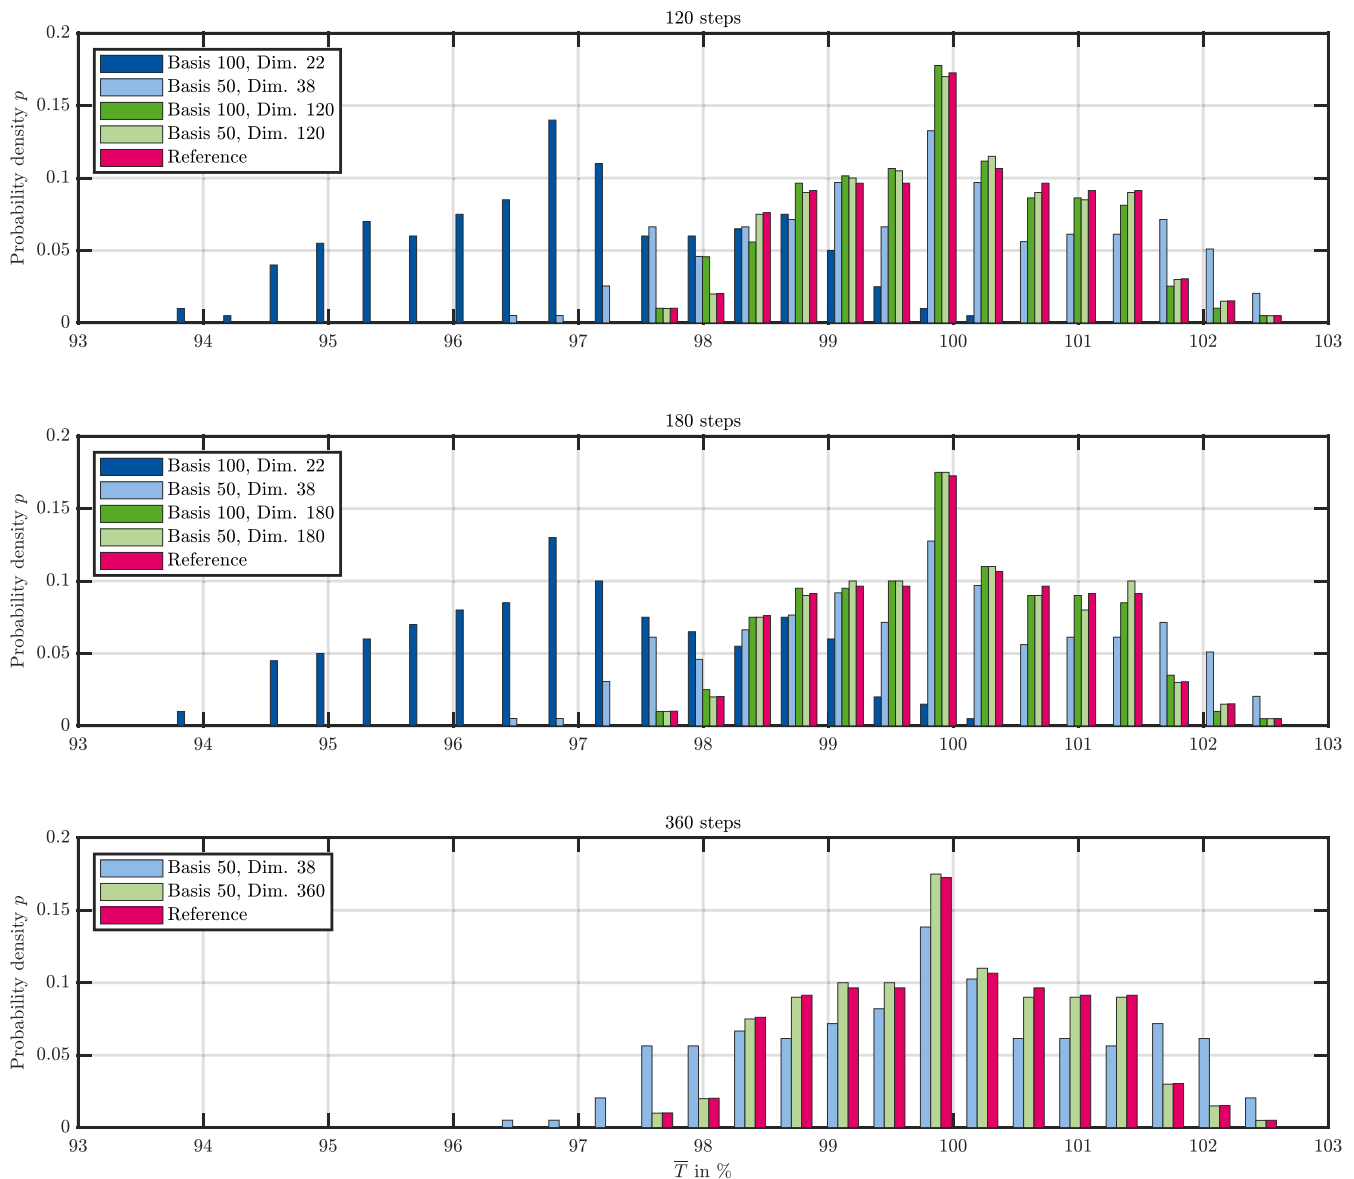 120 steps
0.2
0.15
0.1
0.05
0
Probability density p
Basis 100, Dim. 22
Basis 50, Dim. 38
Basis 100, Dim. 120
Basis 50, Dim. 120
Reference
93 94 95 96 97 98 99 100 101 102 103
180 steps
0.2
0.15
0.1
0.05
0
Probability density p
Basis 100, Dim. 22
Basis 50, Dim. 38
Basis 100, Dim. 180
Basis 50, Dim. 180
Reference
93 94 95 96 97 98 99 100 101 102 103
360 steps
0.2
0.15
0.1
0.05
0
Probability density p
Basis 50, Dim. 38
Basis 50, Dim. 360
Reference
93 94 95 96 97 98 99 100 101 102 103
T̅ in %